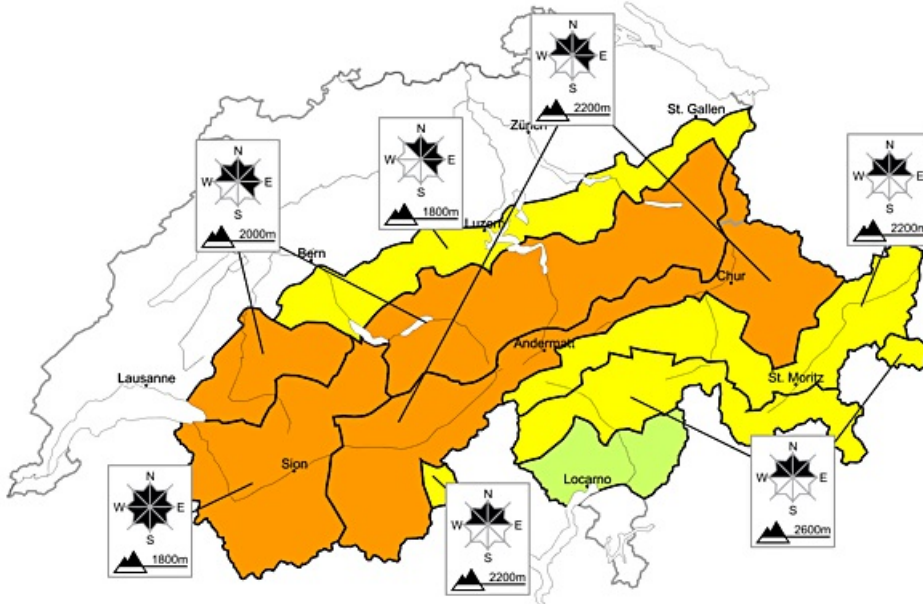 N
W E
S
2200m
St. Gallen
Zürich
N
W E
S
1800m
N
W E
S
2000m
N
W E
S
2200m
Luzern
Bern
Chur
Andermatt
Lausanne
St. Moritz
Sion
Locarno
N
W E
S
1800m
N
W E
S
2200m
N
W E
S
2600m